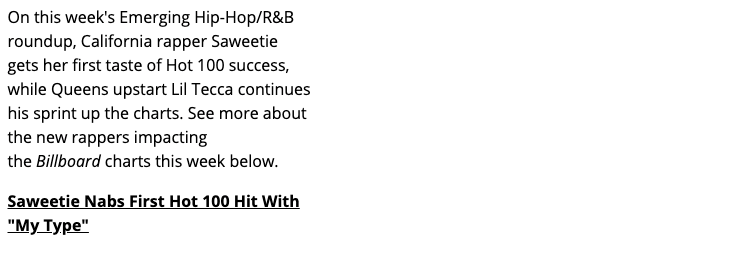 On this week's Emerging Hip-Hop/R&B
roundup, California rapper Saweetie
gets her first taste of Hot 100 success,
while Queens upstart Lil Tecca continues
his sprint up the charts. See more about
the new rappers impacting
the Billboard charts this week below.
Saweetie Nabs First Hot 100 Hit With
"My Type"